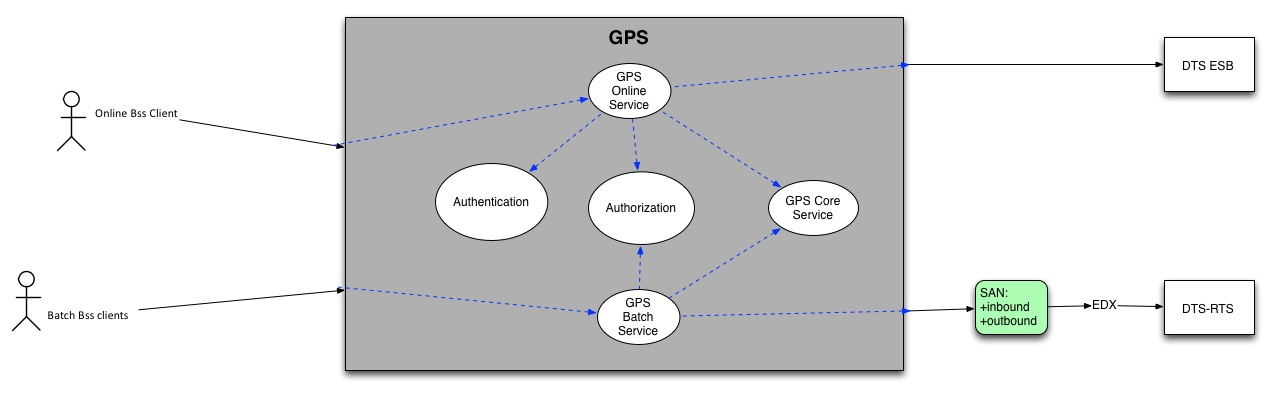 GPS
GPS
Online
Service
DTS ESB
Online Bss Client
Authentication
Authorization
GPS Core
Service
Batch Bss clients
GPS
Batch
Service
SAN:
+inbound
+outbound
EDX
DTS-RTS